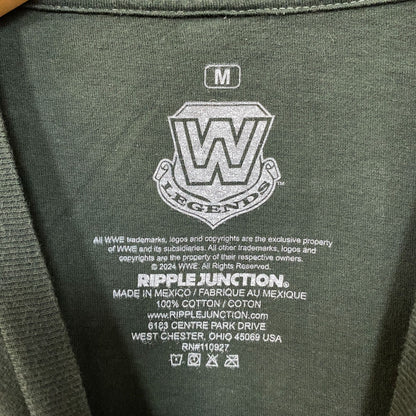 M
W
LEGENDS
TM
All WWE trademarks, logos and copyrights are the exclusive property
of WWE and its subsidiaries. All other trademarks, logos and
copyrights are the property of their respective owners.
© 2024 WWE. All Rights Reserved.
RIPPLE JUNCTION®
MADE IN MEXICO / FABRIQUE AU MEXIQUE
100% COTTON / COTON
www.RIPPLEJUNCTION.com
6183 CENTRE PARK DRIVE
WEST CHESTER, OHIO 45069 USA
RN#110927